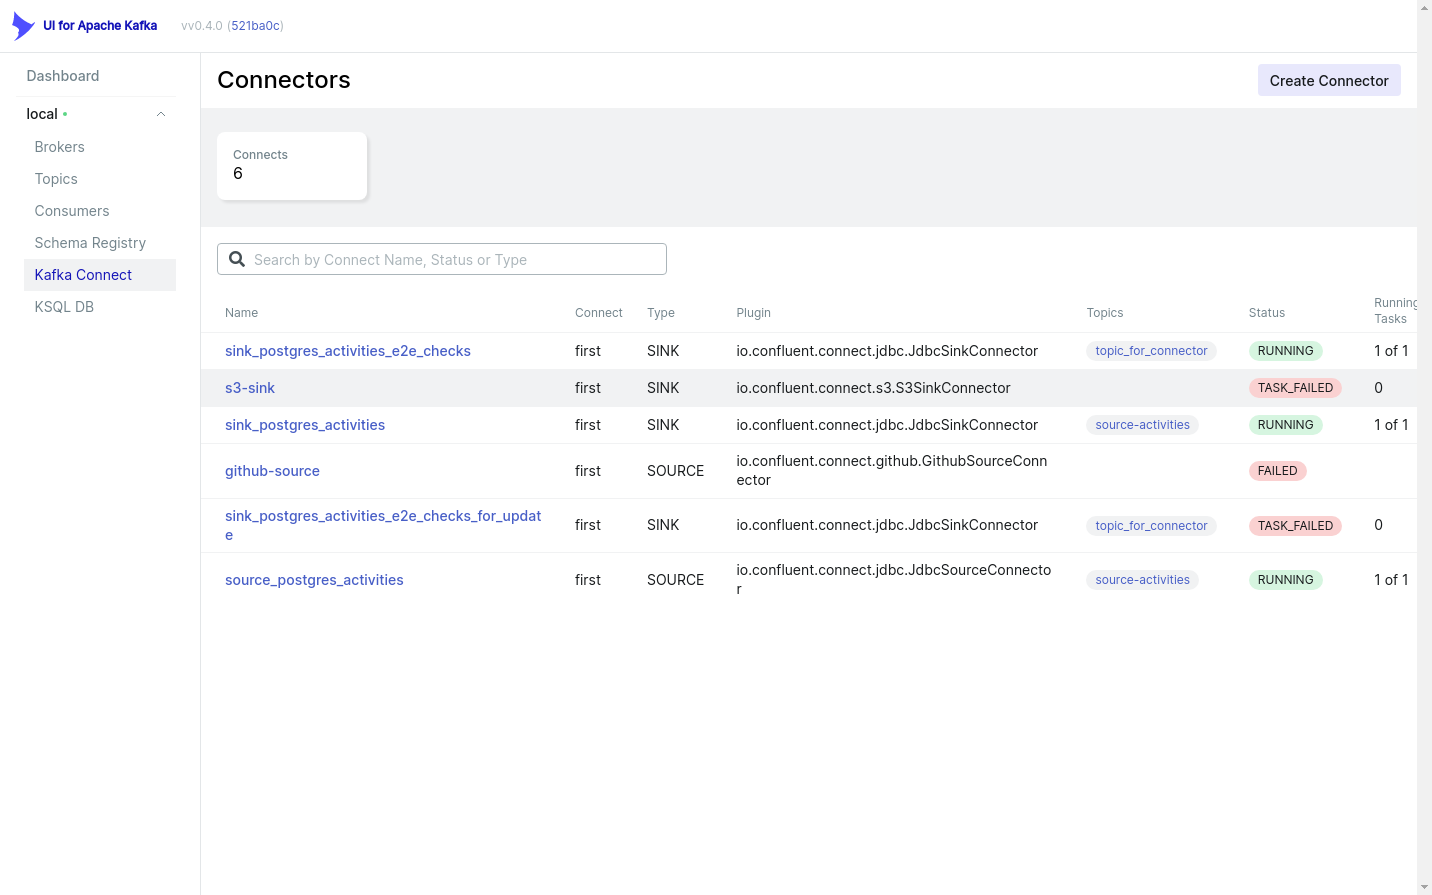 UI for Apache Kafka vv0.4.0 (521ba0c)
Dashboard
local
Brokers
Topics
Consumers
Schema Registry
Kafka Connect
KSQL DB
Connectors
Create Connector
Connects
6
Search by Connect Name, Status or Type
Name Connect Type Plugin Topics Status Running
Tasks
sink_postgres_activities_e2e_checks first SINK io.confluent.connect.jdbc.JdbcSinkConnector topic_for_connector RUNNING 1 of 1
s3-sink first SINK io.confluent.connect.s3.S3SinkConnector TASK_FAILED 0
sink_postgres_activities first SINK io.confluent.connect.jdbc.JdbcSinkConnector source-activities RUNNING 1 of 1
github-source first SOURCE io.confluent.connect.github.GithubSourceConn
ector FAILED
sink_postgres_activities_e2e_checks_for_updat
e first SINK io.confluent.connect.jdbc.JdbcSinkConnector topic_for_connector TASK_FAILED 0
source_postgres_activities first SOURCE io.confluent.connect.jdbc.JdbcSourceConnecto
r source-activities RUNNING 1 of 1